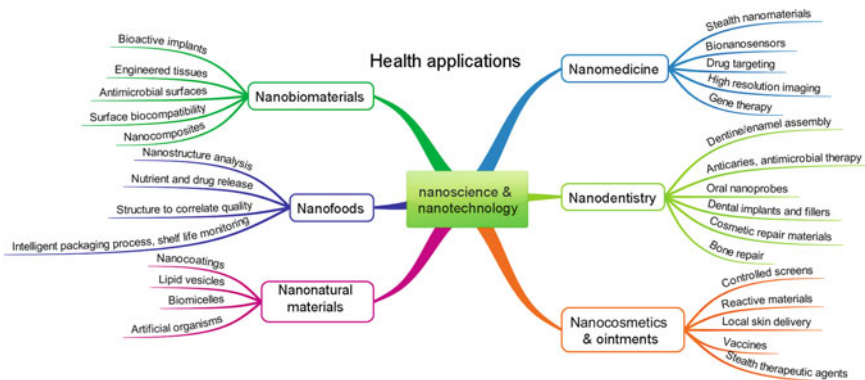 Health applications
nanoscience &
nanotechnology
Nanobiomaterials
Bioactive implants
Engineered tissues
Antimicrobial surfaces
Surface biocompatibility
Nanocomposites
Nanofoods
Nanostructure analysis
Nutrient and drug release
Structure to correlate quality
Intelligent packaging process, shelf life monitoring
Nanonatural
materials
Nanocoatings
Lipid vesicles
Biomicelles
Artificial organisms
Nanomedicine
Stealth nanomaterials
Bionanosensors
Drug targeting
High resolution imaging
Gene therapy
Nanodentistry
Dentine/enamel assembly
Anticaries, antimicrobial therapy
Oral nanoprobes
Dental implants and fillers
Cosmetic repair materials
Bone repair
Nanocosmetics
& ointments
Controlled screens
Reactive materials
Local skin delivery
Vaccines
Stealth therapeutic agents